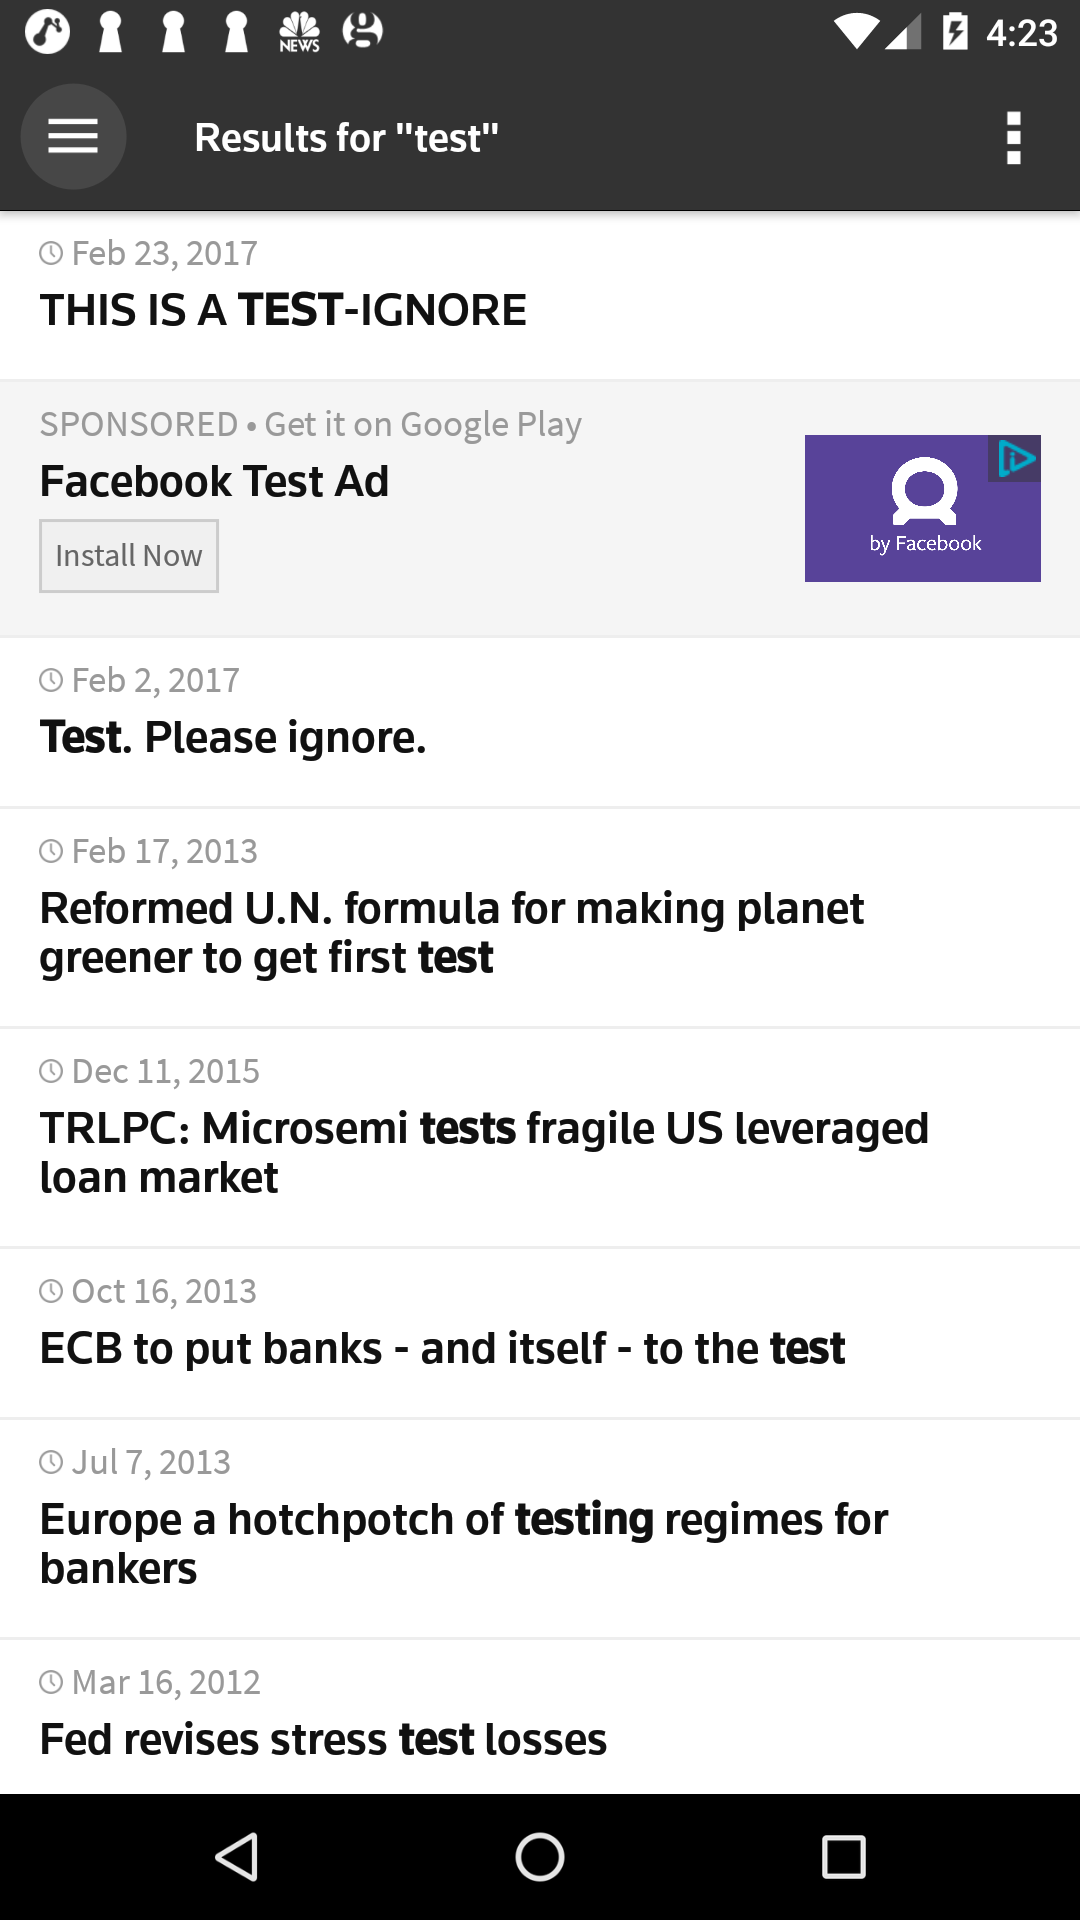 NEWS
4:23
Results for "test"
Feb 23, 2017
THIS IS A TEST-IGNORE
SPONSORED • Get it on Google Play
Facebook Test Ad
Install Now
by Facebook
Feb 2, 2017
Test. Please ignore.
Feb 17, 2013
Reformed U.N. formula for making planet
greener to get first test
Dec 11, 2015
TRLPC: Microsemi tests fragile US leveraged
loan market
Oct 16, 2013
ECB to put banks - and itself - to the test
Jul 7, 2013
Europe a hotchpotch of testing regimes for
bankers
Mar 16, 2012
Fed revises stress test losses